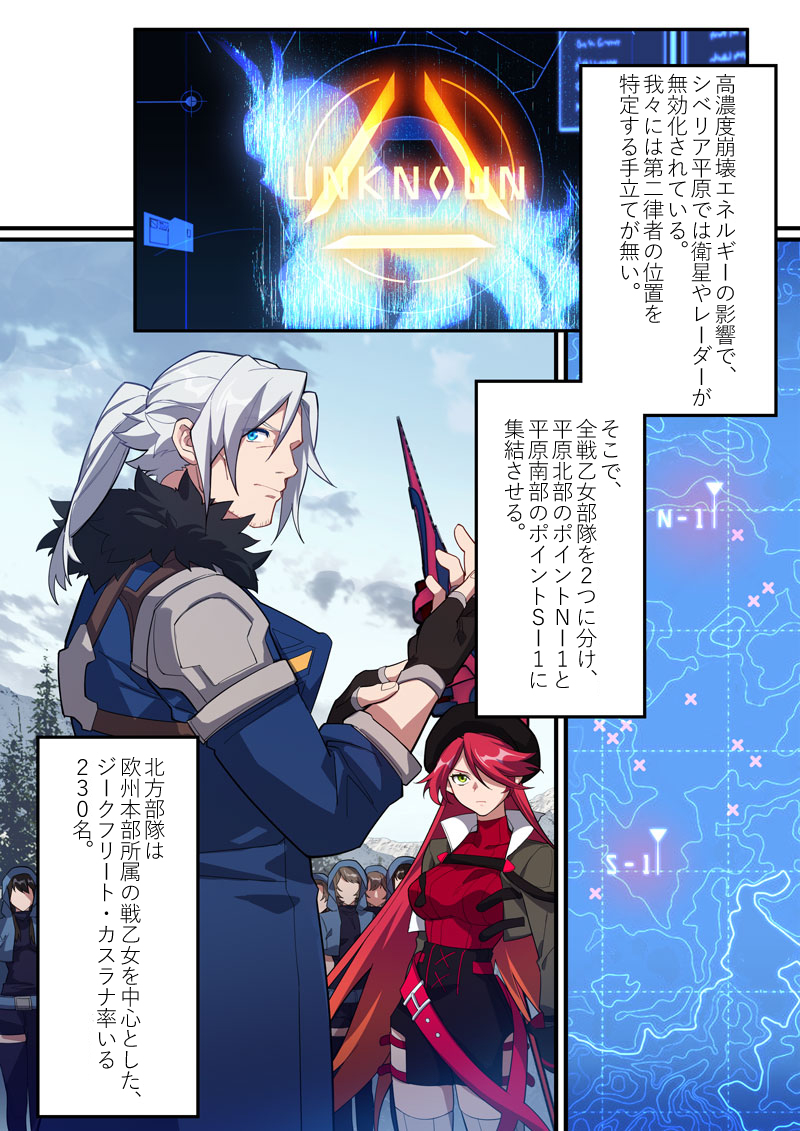 UNKNOWN
高濃度崩壊エネルギーの影響で、
シベリア平原では衛星やレーダーが
無効化されている。
我々には第二律者の位置を
特定する手立てが無い。
そこで、
全戦乙女部隊を2つに分け、
平原北部のポイントN-1と
平原南部のポイントS-1に
集結させる。
N-1
S-1
北方部隊は
欧州本部所属の戦乙女を中心とした、
ジークフリート・カスラナ率いる
230名。